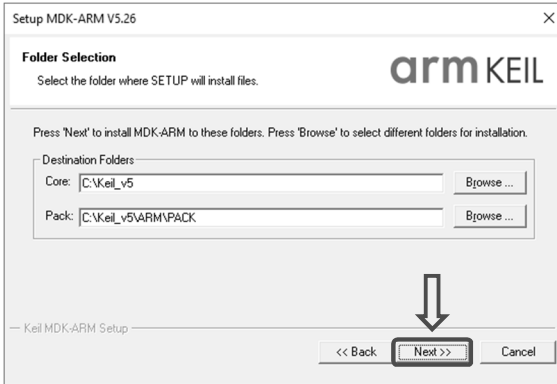 Setup MDK-ARM V5.26
Folder Selection
Select the folder where SETUP will install files.
arm KEIL
Press 'Next' to install MDK-ARM to these folders. Press 'Browse' to select different folders for installation.
Destination Folders
Core: C:\Keil_v5 Browse ...
Pack: C:\Keil_v5\ARM\PACK Browse ...
Keil MDK-ARM Setup
<< Back Next >> Cancel